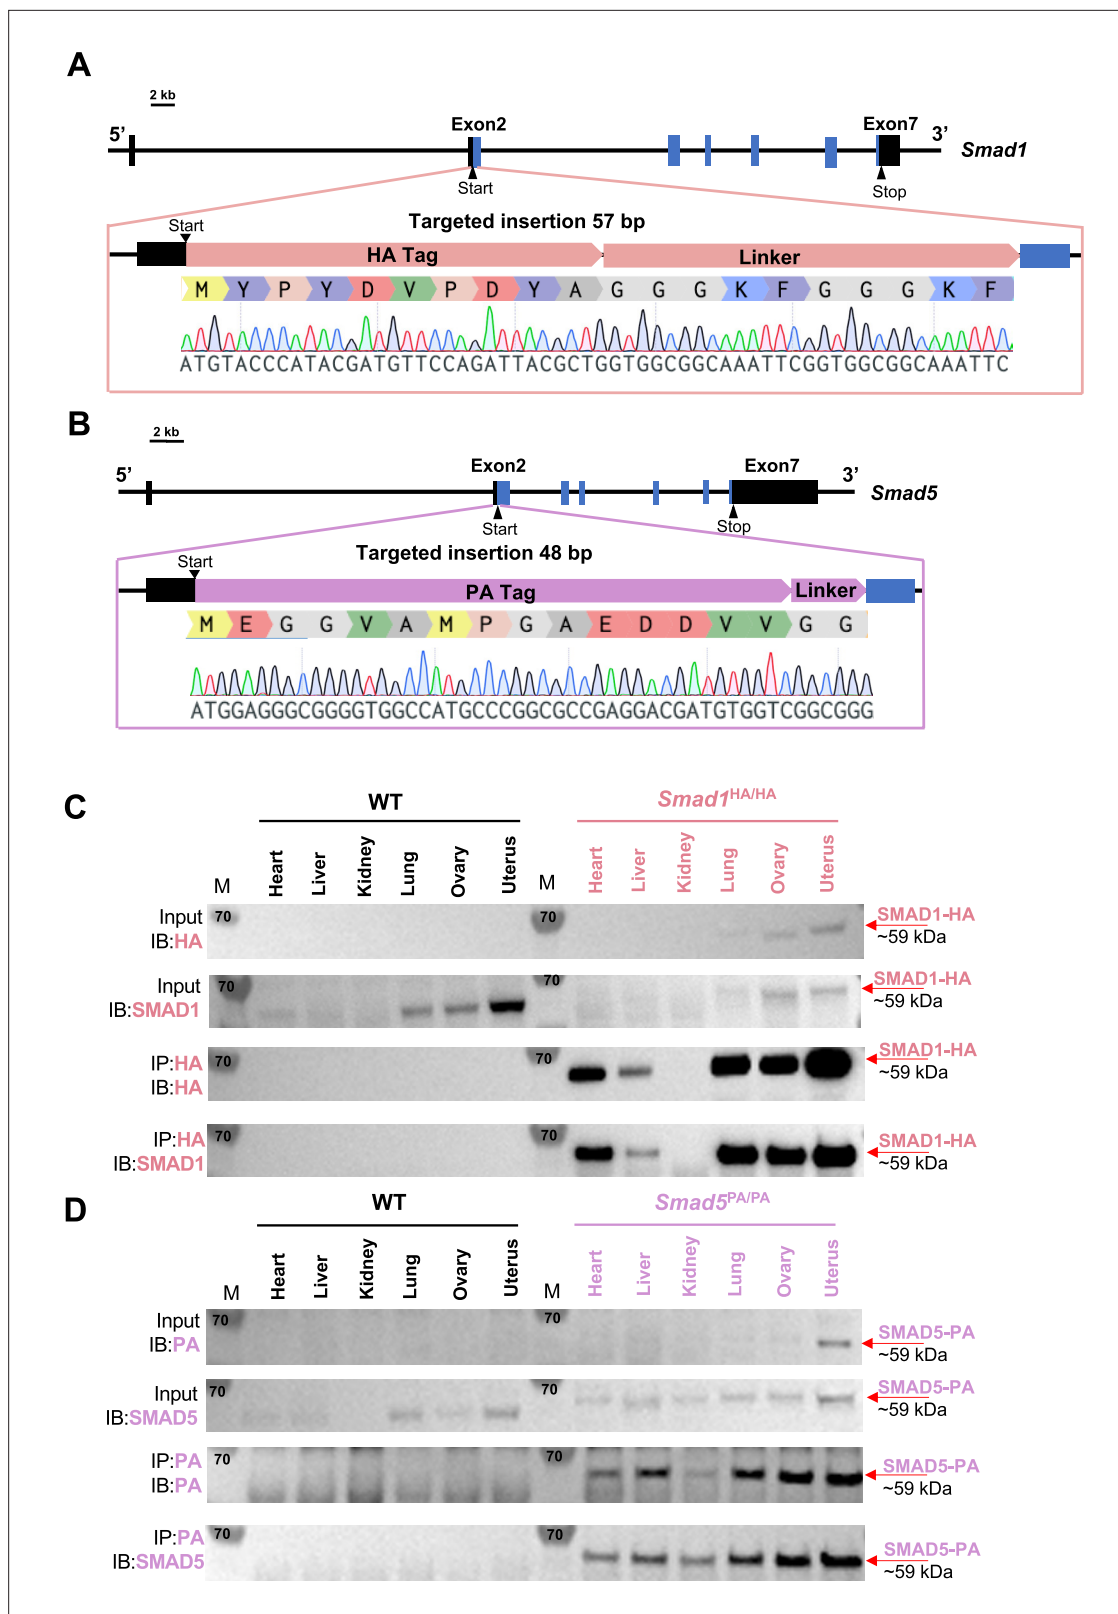 A
2 kb
5’ Exon2 Exon7 3’
Smad1
Start Stop
Targeted insertion 57 bp
Start
HA Tag Linker
M Y P Y D V P D Y A G G G K F G G G K F
ATGTACCCATACGATGTTCCAGATTACGCTGGTGGCGGCAAATTCGGTGGCGGCAAATTC
B
2 kb
5’ Exon2 Exon7 3’
Smad5
Start Stop
Targeted insertion 48 bp
Start
PA Tag Linker
M E G G V A M P G A E D D V V G G
ATGGAGGGCGGGGTGGCCATGCCCGGCGCCGAGGACGATGTGGTCGGCGGG
C
WT Smad1HA/HA
M Heart Liver Kidney Lung Ovary Uterus M Heart Liver Kidney Lung Ovary Uterus
Input
IB:HA
70 70
SMAD1-HA
~59 kDa
Input
IB:SMAD1
70 70
SMAD1-HA
~59 kDa
IP:HA
IB:HA
70 70
SMAD1-HA
~59 kDa
IP:HA
IB:SMAD1
70 70
SMAD1-HA
~59 kDa
D
WT Smad5PA/PA
M Heart Liver Kidney Lung Ovary Uterus M Heart Liver Kidney Lung Ovary Uterus
Input
IB:PA
70 70
SMAD5-PA
~59 kDa
Input
IB:SMAD5
70 70
SMAD5-PA
~59 kDa
IP:PA
IB:PA
70 70
SMAD5-PA
~59 kDa
IP:PA
IB:SMAD5
70 70
SMAD5-PA
~59 kDa